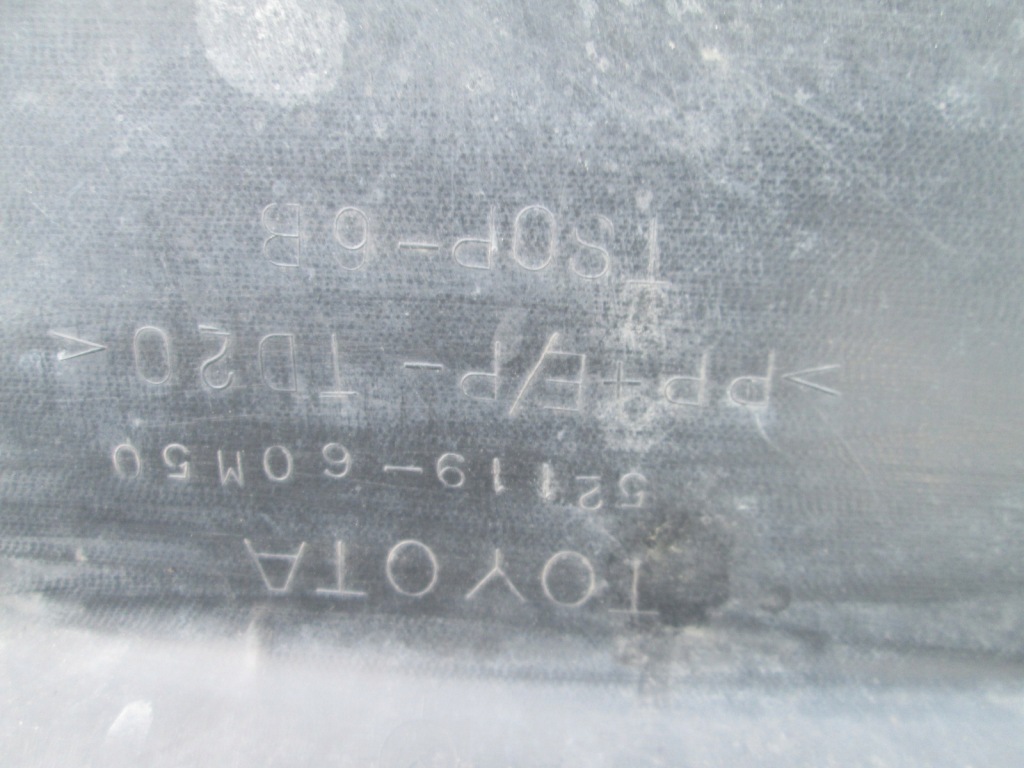 TOYOTA
52119-60M50
>PP+E/P-TD20<
TSOP-6B